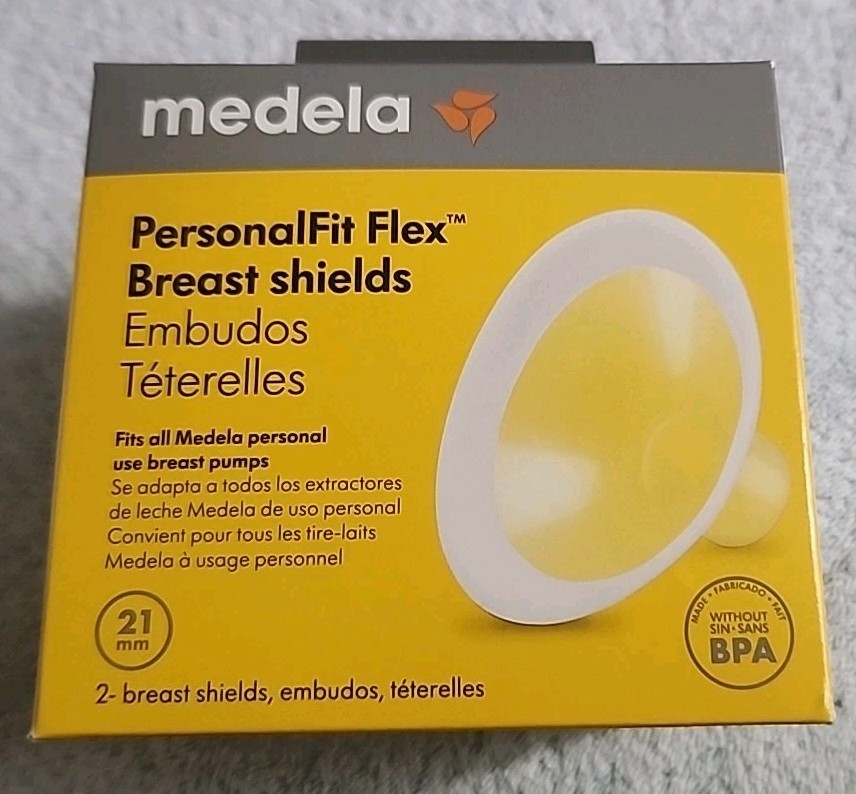 medela
PersonalFit Flex™
Breast shields
Embudos
Téterelles
Fits all Medela personal
use breast pumps
Se adapta a todos los extractores
de leche Medela de uso personal
Convient pour tous les tire-laits
Medela à usage personnel
21
mm
MADE • FABRICADO • FAIT
WITHOUT
SIN • SANS
BPA
2- breast shields, embudos, téterelles